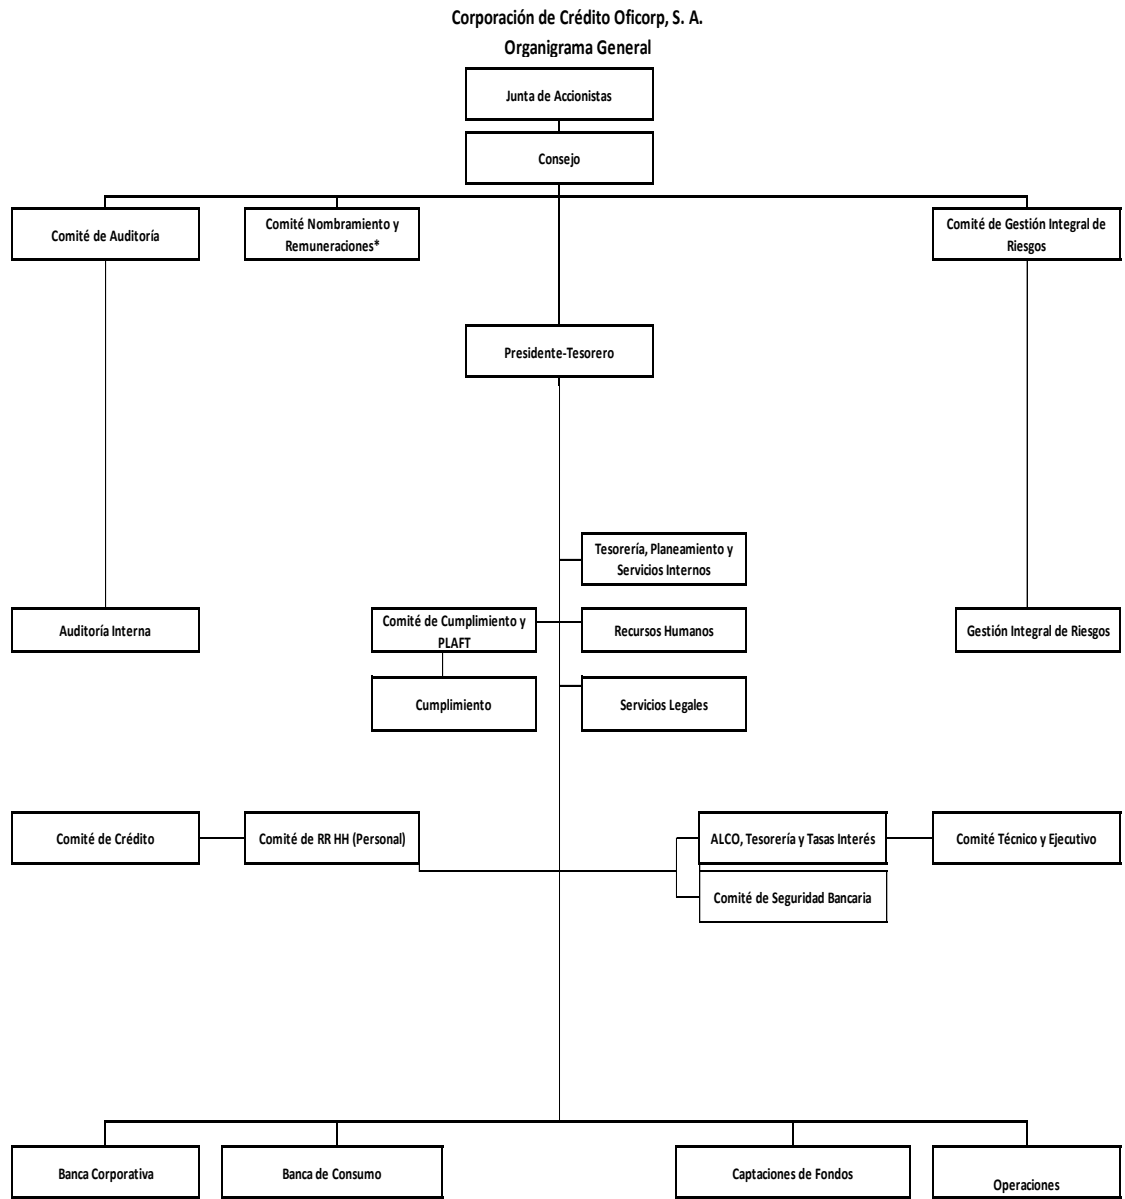 Corporación de Crédito Oficorp, S. A.
Organigrama General
Junta de Accionistas
Consejo
Comité de Auditoría
Comité Nombramiento y
Remuneraciones*
Comité de Gestión Integral de
Riesgos
Presidente-Tesorero
Tesorería, Planeamiento y
Servicios Internos
Auditoría Interna
Comité de Cumplimiento y
PLAFT
Recursos Humanos
Gestión Integral de Riesgos
Cumplimiento
Servicios Legales
Comité de Crédito
Comité de RR HH (Personal)
ALCO, Tesorería y Tasas Interés
Comité Técnico y Ejecutivo
Comité de Seguridad Bancaria
Banca Corporativa
Banca de Consumo
Captaciones de Fondos
Operaciones